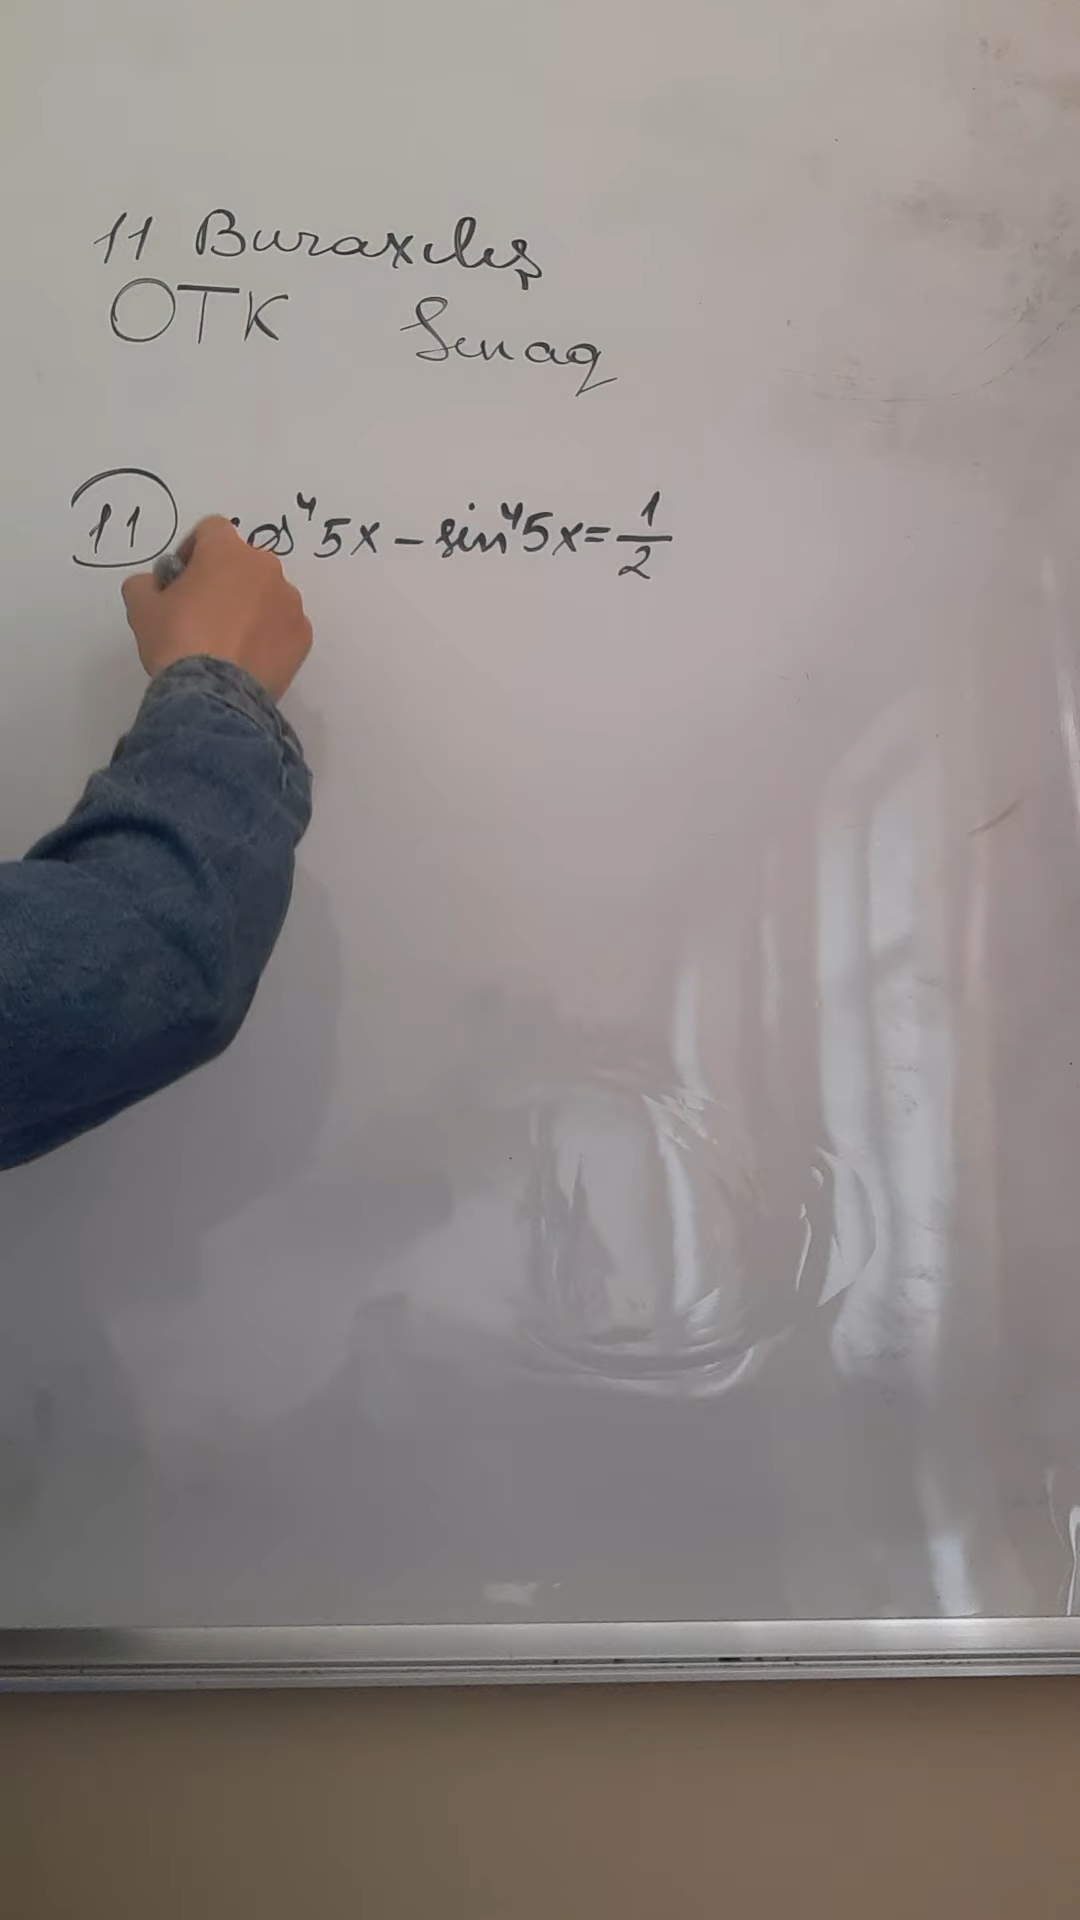 11 Buraxılış
OTK Sınaq
11 cos⁴5x - sin⁴5x = 1/2